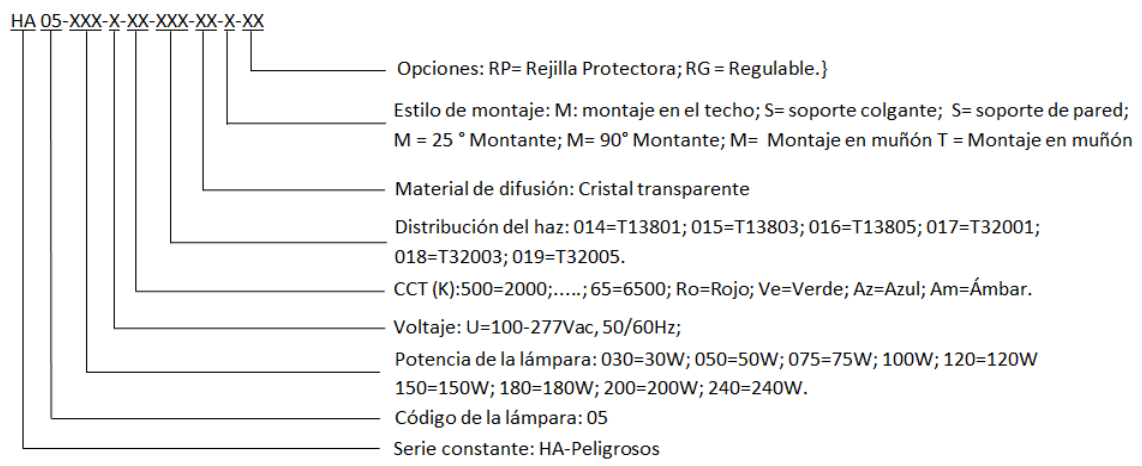 HA 05-XXX-X-XX-XXX-XX-X-XX
Opciones: RP= Rejilla Protectora; RG = Regulable.}
Estilo de montaje: M: montaje en el techo; S= soporte colgante; S= soporte de pared;
M = 25 ° Montante; M= 90° Montante; M= Montaje en muñón T = Montaje en muñón
Material de difusión: Cristal transparente
Distribución del haz: 014=T13801; 015=T13803; 016=T13805; 017=T32001;
018=T32003; 019=T32005.
CCT (K):500=2000;.....; 65=6500; Ro=Rojo; Ve=Verde; Az=Azul; Am=Ámbar.
Voltaje: U=100-277Vac, 50/60Hz;
Potencia de la lámpara: 030=30W; 050=50W; 075=75W; 100W; 120=120W
150=150W; 180=180W; 200=200W; 240=240W.
Código de la lámpara: 05
Serie constante: HA-Peligrosos